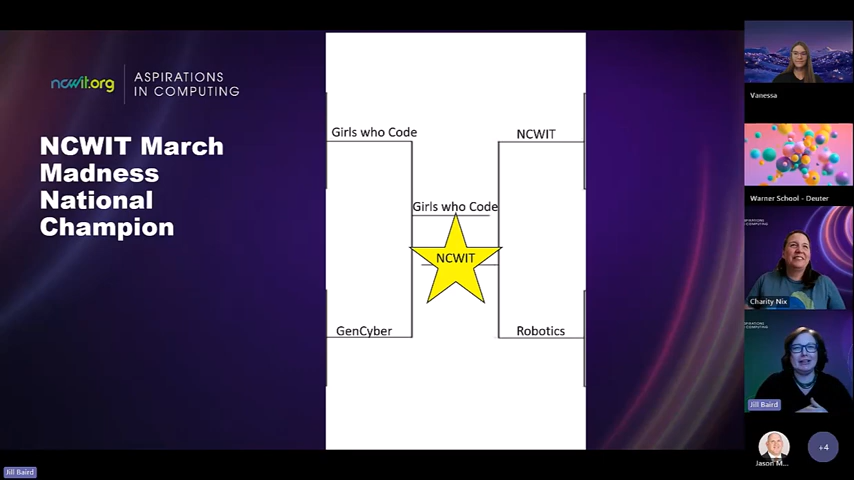 ncwit.org
ASPIRATIONS
IN COMPUTING
NCWIT March
Madness
National
Champion
Girls who Code
NCWIT
Girls who Code
NCWIT
GenCyber
Robotics
Vanessa
Warner School - Deuter
Charity Nix
Jill Baird
Jason M...
+4
Jill Baird